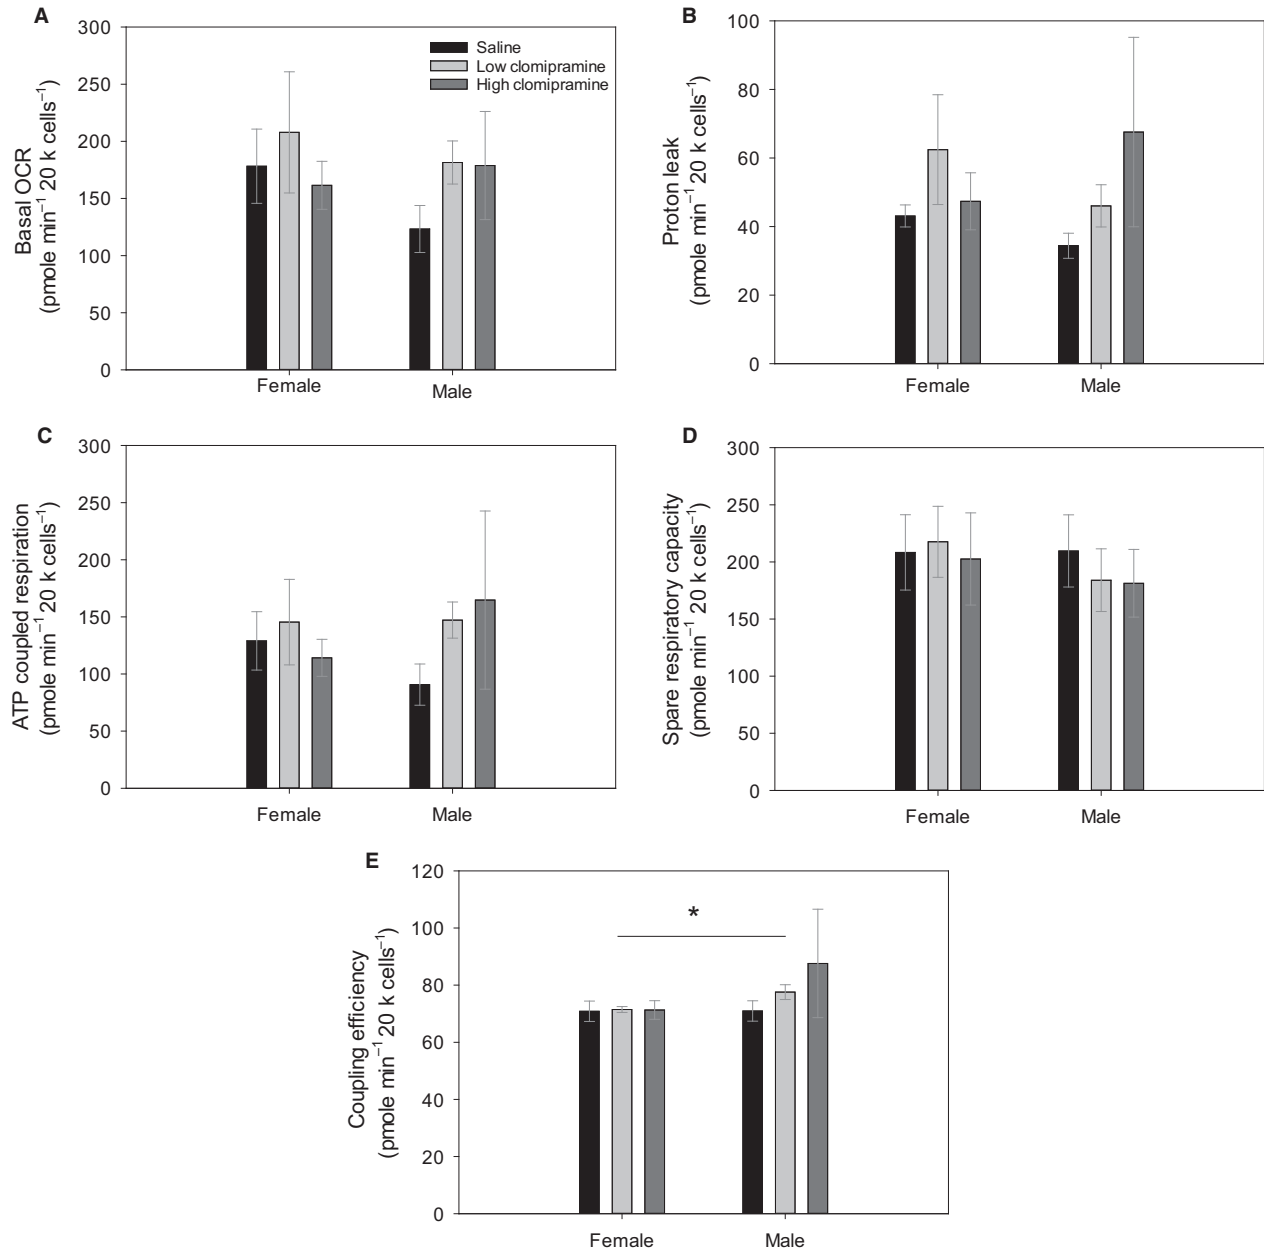 A
Basal OCR
(pmole min⁻¹ 20 k cells⁻¹)
300
250
200
150
100
50
0
Saline
Low clomipramine
High clomipramine
Female
Male
B
Proton leak
(pmole min⁻¹ 20 k cells⁻¹)
100
80
60
40
20
0
Female
Male
C
ATP coupled respiration
(pmole min⁻¹ 20 k cells⁻¹)
300
250
200
150
100
50
0
Female
Male
D
Spare respiratory capacity
(pmole min⁻¹ 20 k cells⁻¹)
300
250
200
150
100
50
0
Female
Male
E
Coupling efficiency
(pmole min⁻¹ 20 k cells⁻¹)
120
100
80
60
40
20
0
*
Female
Male